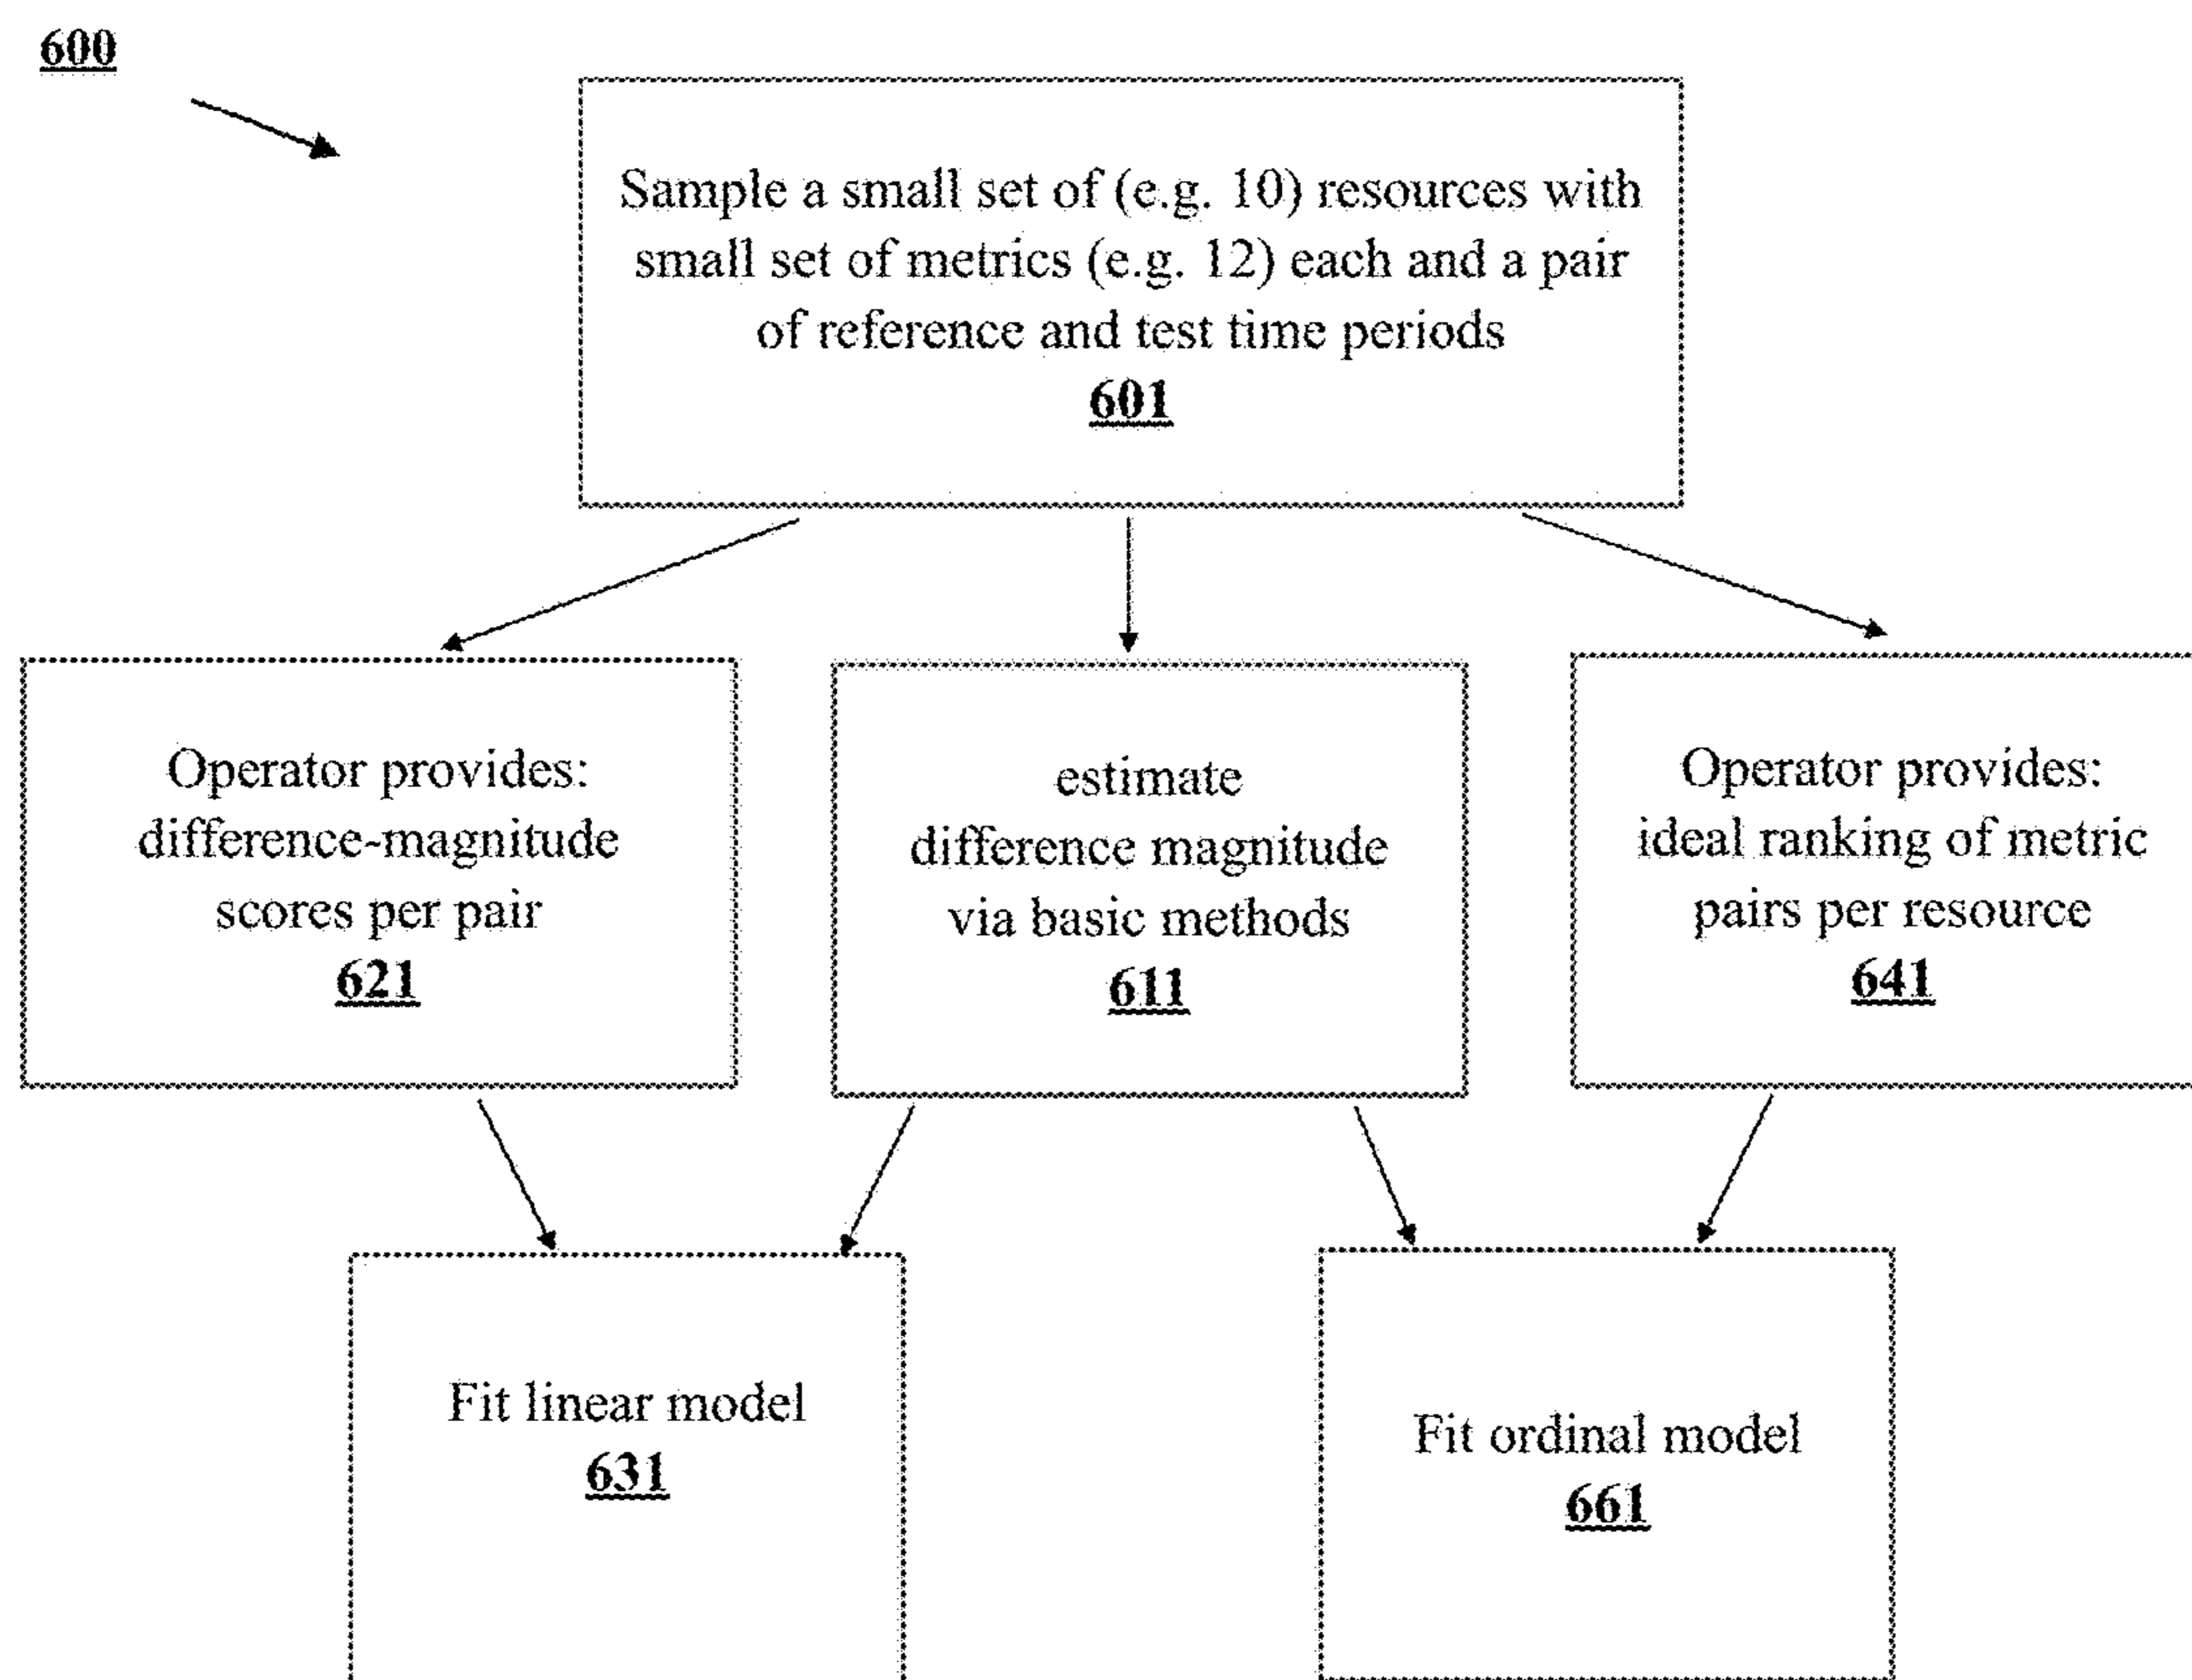 600
Sample a small set of (e.g. 10) resources with
small set of metrics (e.g. 12) each and a pair
of reference and test time periods
601
Operator provides:
difference-magnitude
scores per pair
621
estimate
difference magnitude
via basic methods
611
Operator provides:
ideal ranking of metric
pairs per resource
641
Fit linear model
631
Fit ordinal model
661